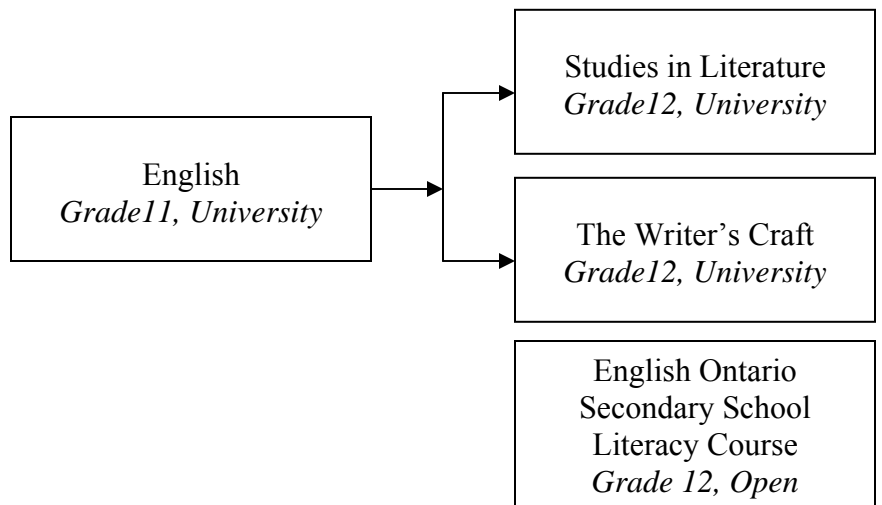 English
Grade11, University
Studies in Literature
Grade12, University
The Writer’s Craft
Grade12, University
English Ontario
Secondary School
Literacy Course
Grade 12, Open